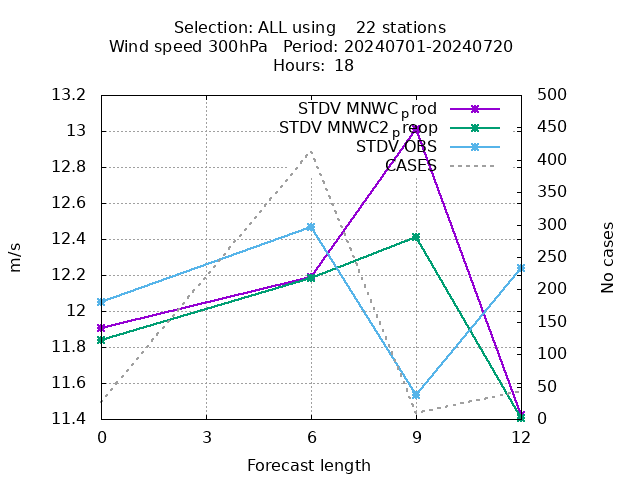 Selection: ALL using 22 stations
Wind speed 300hPa Period: 20240701-20240720
Hours: 18
STDV MNWCprod
STDV MNWC2preop
STDV OBS
CASES
13.2
13
12.8
12.6
12.4
12.2
12
11.8
11.6
11.4
500
450
400
350
300
250
200
150
100
50
0
m/s
No cases
0 3 6 9 12
Forecast length